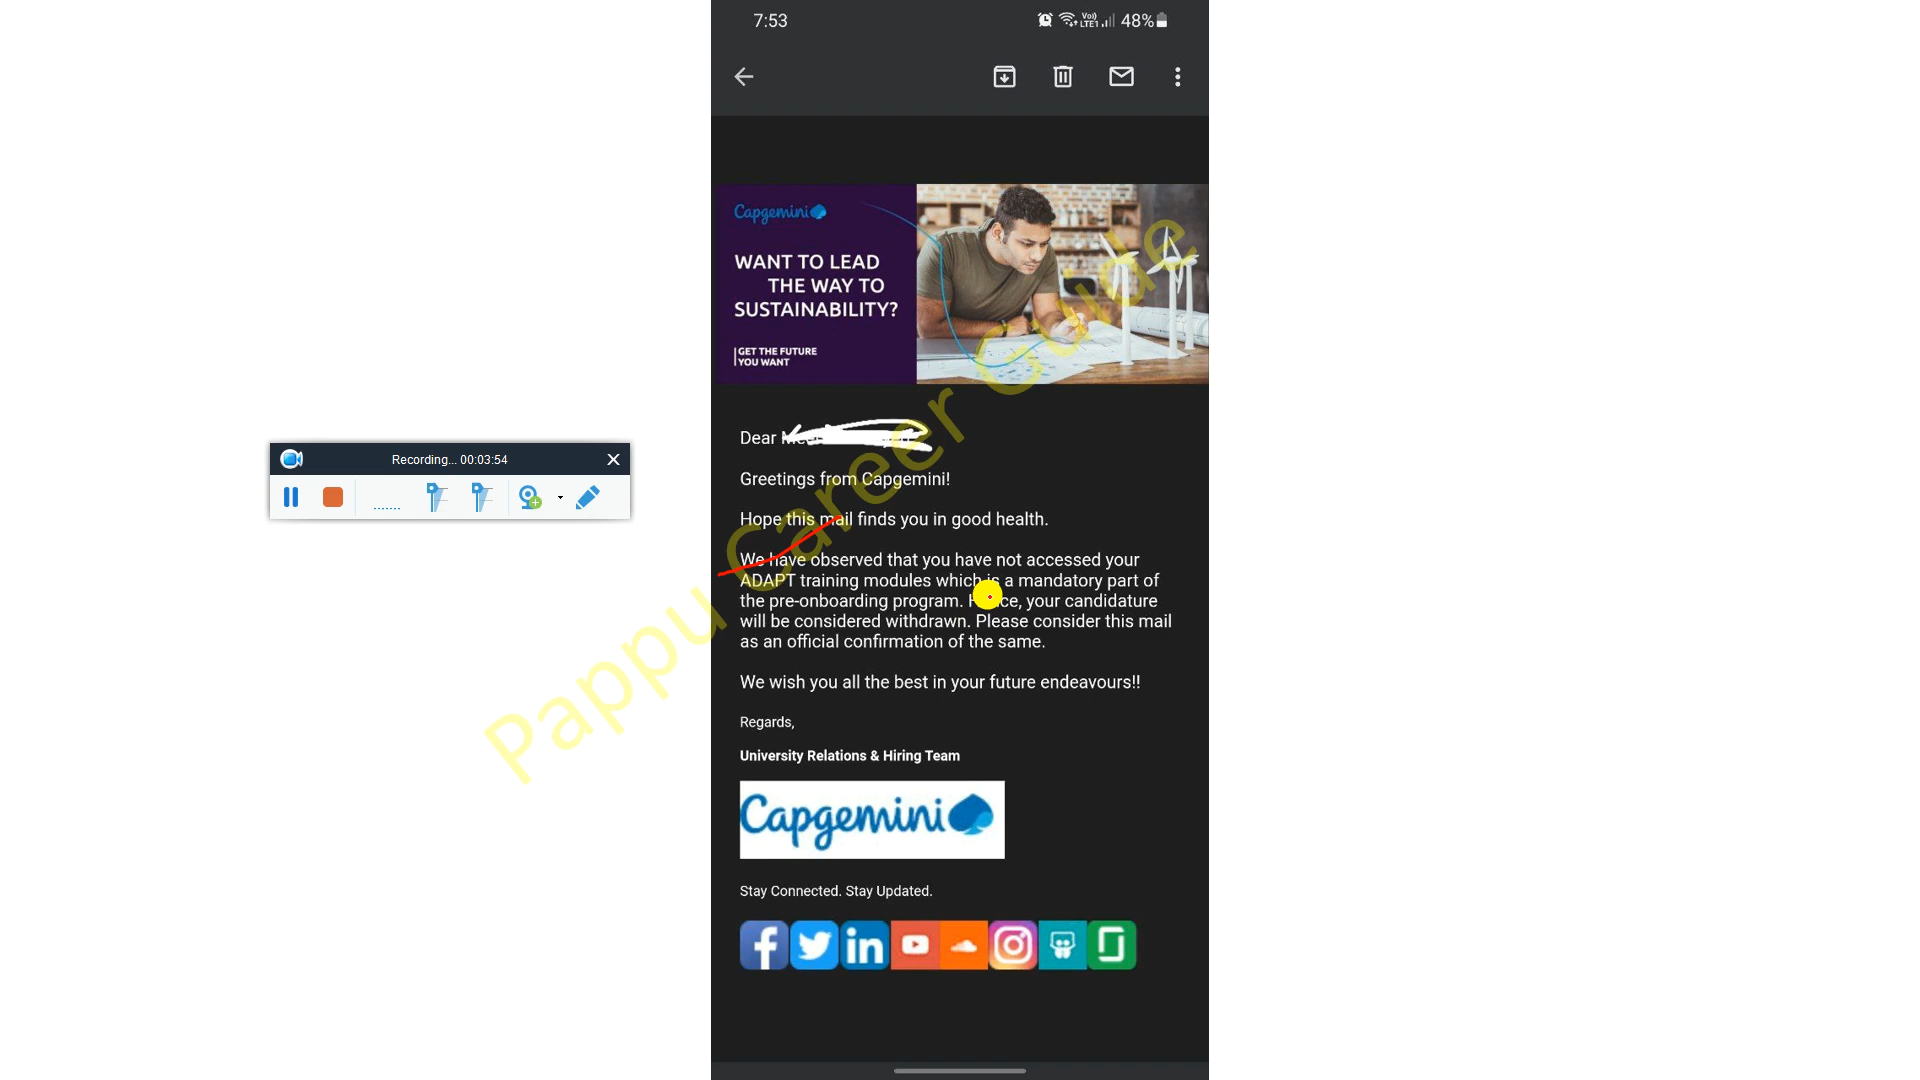 7:53
Vo)
LTE1
48%
Capgemini
WANT TO LEAD
THE WAY TO
SUSTAINABILITY?
GET THE FUTURE
YOU WANT
Recording... 00:03:54
Dear
Greetings from Capgemini!
Hope this mail finds you in good health.
We have observed that you have not accessed your
ADAPT training modules which is a mandatory part of
the pre-onboarding program. Hence, your candidature
will be considered withdrawn. Please consider this mail
as an official confirmation of the same.
We wish you all the best in your future endeavours!!
Regards,
University Relations & Hiring Team
Capgemini
Stay Connected. Stay Updated.
Pappu Career Guide